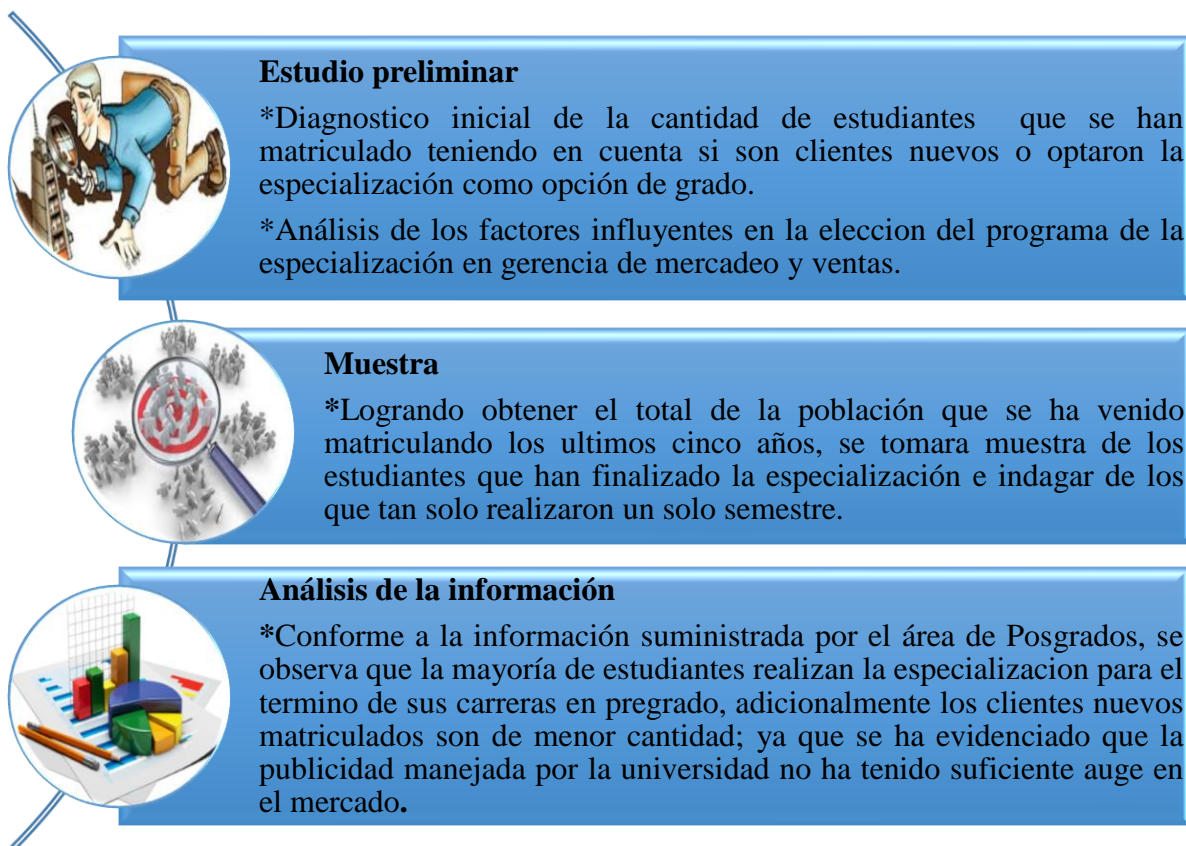 Estudio preliminar
*Diagnostico inicial de la cantidad de estudiantes que se han
matriculado teniendo en cuenta si son clientes nuevos o optaron la
especialización como opción de grado.
*Análisis de los factores influyentes en la eleccion del programa de la
especialización en gerencia de mercadeo y ventas.
Muestra
*Logrando obtener el total de la población que se ha venido
matriculando los ultimos cinco años, se tomara muestra de los
estudiantes que han finalizado la especialización e indagar de los
que tan solo realizaron un solo semestre.
Análisis de la información
*Conforme a la información suministrada por el área de Posgrados, se
observa que la mayoría de estudiantes realizan la especializacion para el
termino de sus carreras en pregrado, adicionalmente los clientes nuevos
matriculados son de menor cantidad; ya que se ha evidenciado que la
publicidad manejada por la universidad no ha tenido suficiente auge en
el mercado.